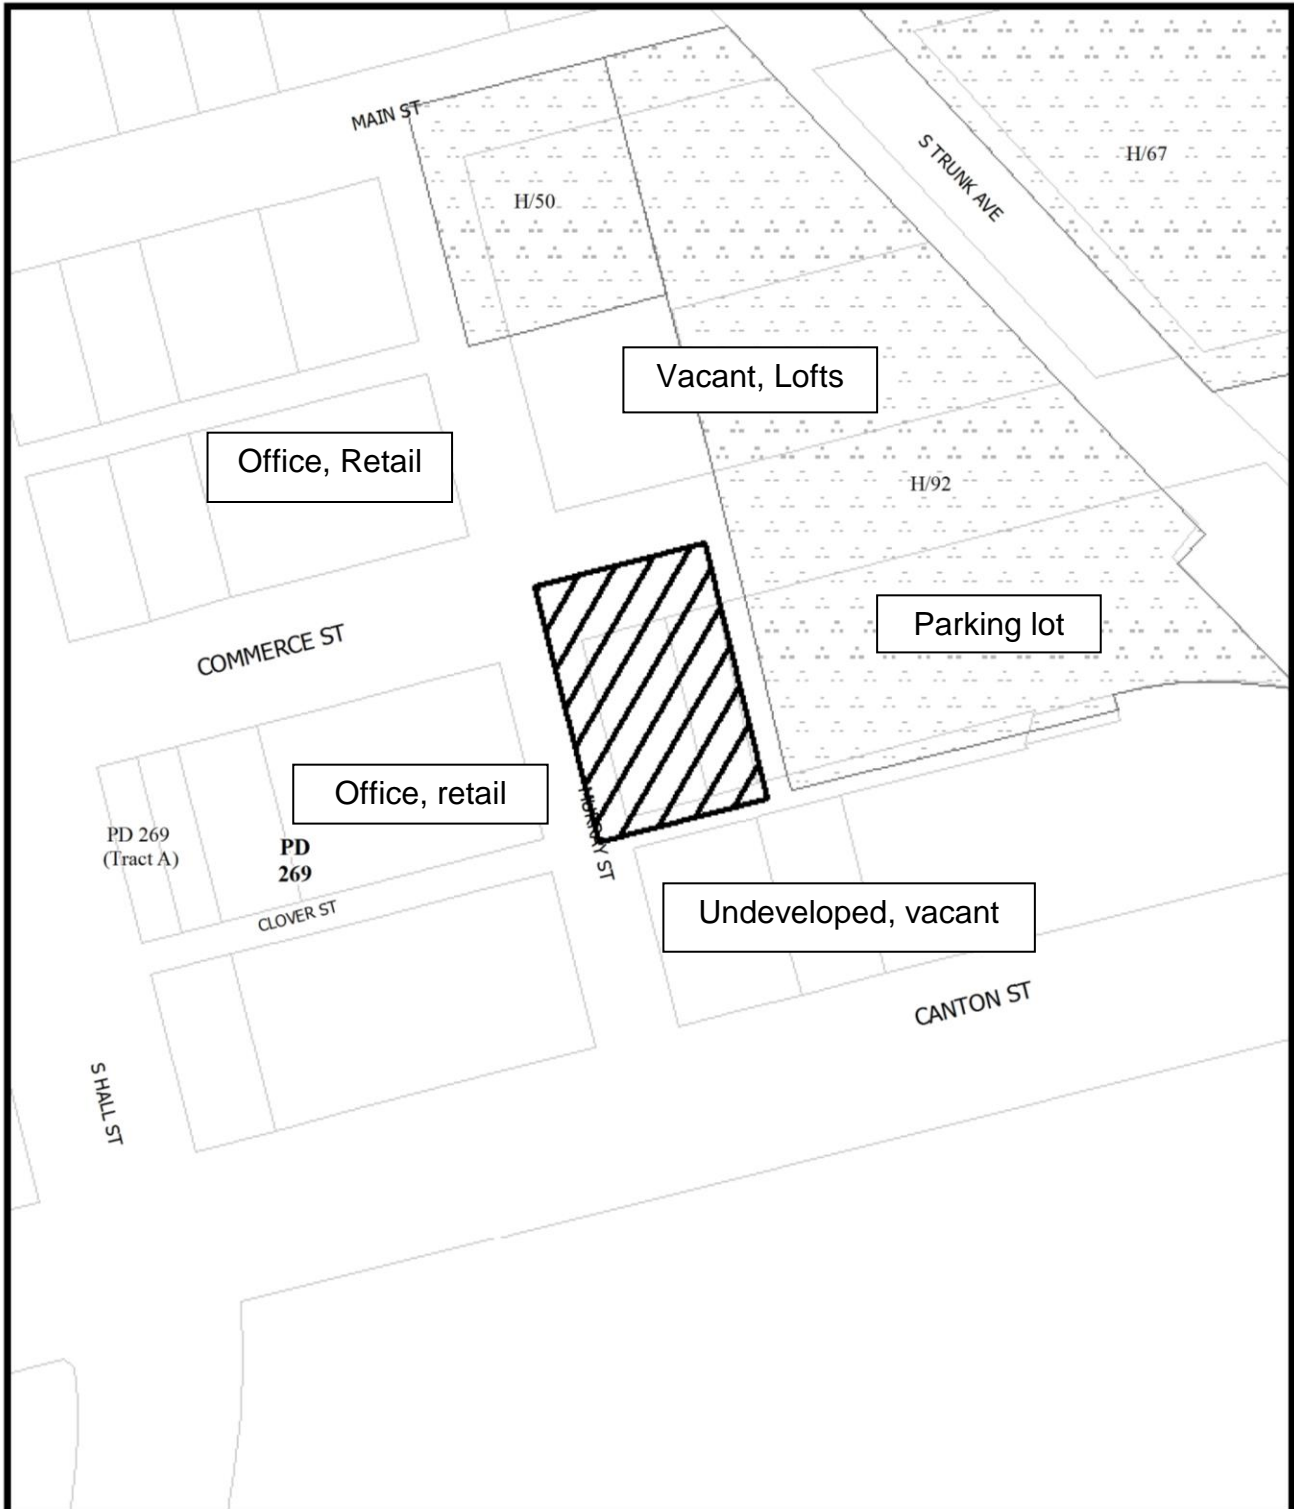 MAIN ST
S TRUNK AVE
H/67
H/50
Vacant, Lofts
Office, Retail
H/92
Parking lot
COMMERCE ST
Office, retail
MURRAY ST
PD 269
(Tract A)
PD
269
CLOVER ST
Undeveloped, vacant
CANTON ST
S HALL ST